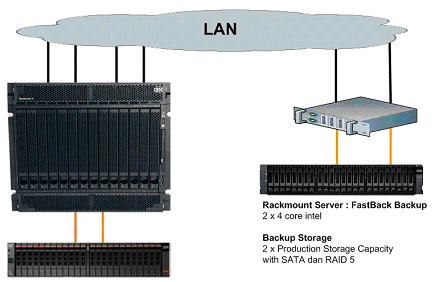 LAN
IBM
Rackmount Server : FastBack Backup
2 x 4 core intel
Backup Storage
2 x Production Storage Capacity
with SATA dan RAID 5